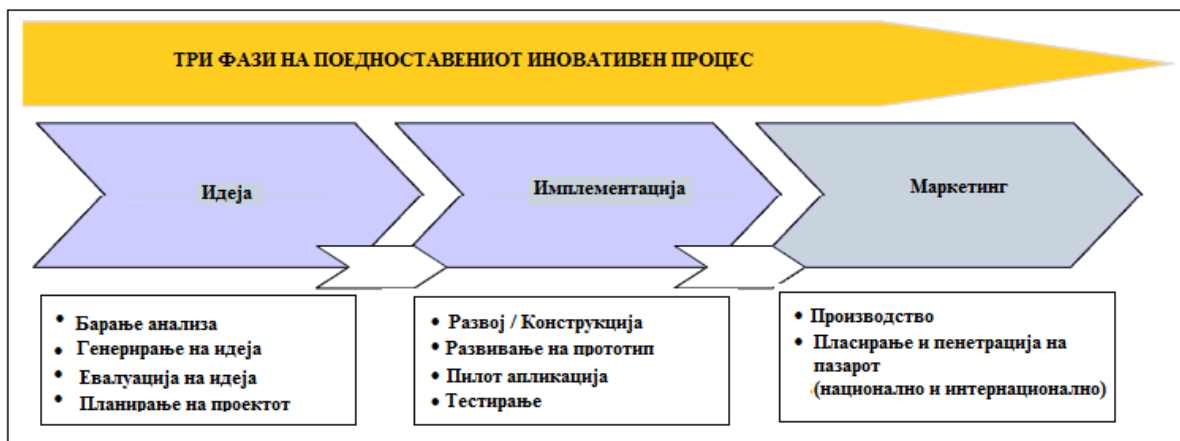 ТРИ ФАЗИ НА ПОЕДНОСТАВЕНИОТ ИНОВАТИВЕН ПРОЦЕС
Идеја
Имплементација
Маркетинг
• Барање анализа
• Генерирање на идеја
• Евалуација на идеја
• Планирање на проектот
• Развој / Конструкција
• Развивање на прототип
• Пилот апликација
• Тестирање
• Производство
• Пласирање и пенетрација на
пазарот
(национално и интернационално)